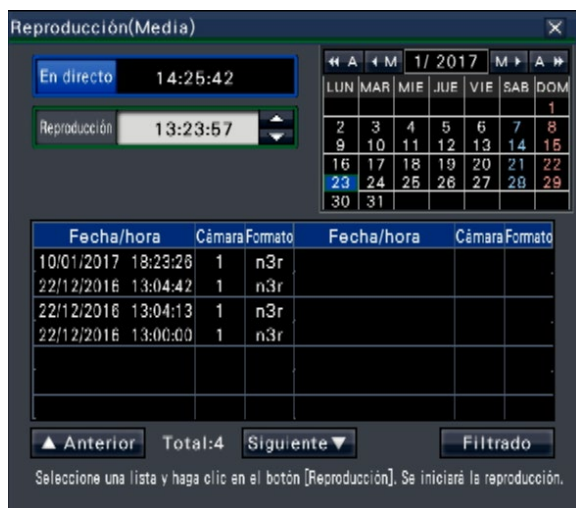 Reproducción(Media)
En directo 14:25:42
Reproducción 13:23:57
A M 1/ 2017 M A
LUN MAR MIE JUE VIE SAB DOM
1
2 3 4 5 6 7 8
9 10 11 12 13 14 15
16 17 18 19 20 21 22
23 24 25 26 27 28 29
30 31
Fecha/hora Cámara Formato Fecha/hora Cámara Formato
10/01/2017 18:23:26 1 n3r
22/12/2016 13:04:42 1 n3r
22/12/2016 13:04:13 1 n3r
22/12/2016 13:00:00 1 n3r
▲ Anterior Total:4 Siguiente ▼ Filtrado
Seleccione una lista y haga clic en el botón [Reproducción]. Se iniciará la reproducción.